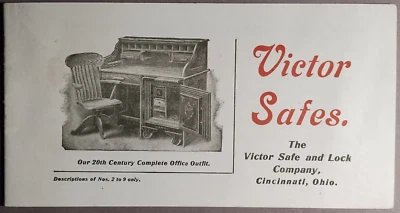 Our 20th Century Complete Office Outfit.
Descriptions of Nos. 2 to 9 only.
Victor
Safes.
The
Victor Safe and Lock
Company,
Cincinnati, Ohio.